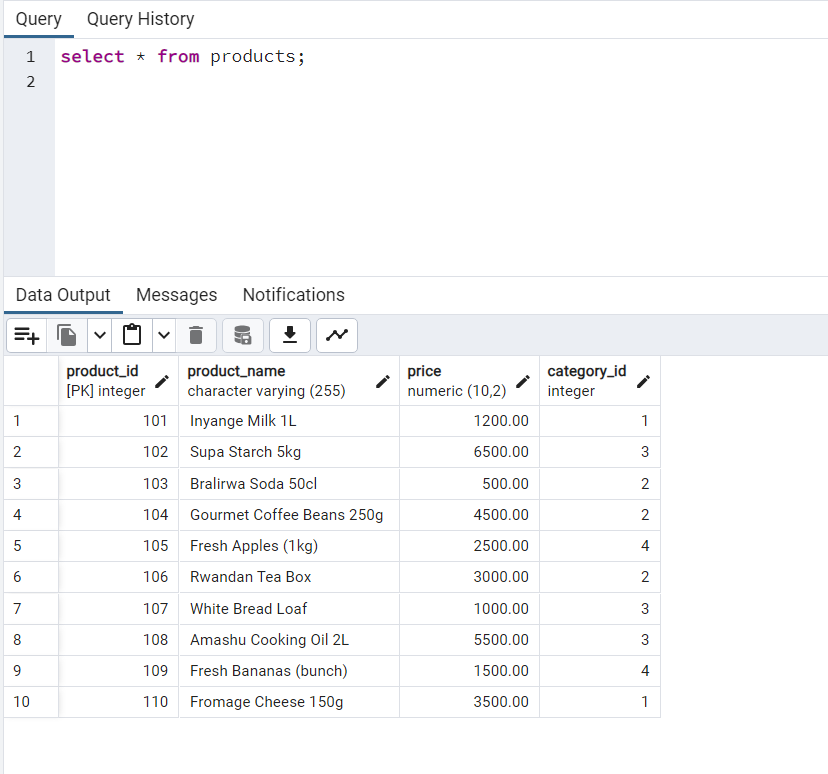 Query Query History
1 select * from products;
2
Data Output Messages Notifications
product_id product_name price category_id
[PK] integer character varying (255) numeric (10,2) integer
1 101 Inyange Milk 1L 1200.00 1
2 102 Supa Starch 5kg 6500.00 3
3 103 Bralirwa Soda 50cl 500.00 2
4 104 Gourmet Coffee Beans 250g 4500.00 2
5 105 Fresh Apples (1kg) 2500.00 4
6 106 Rwandan Tea Box 3000.00 2
7 107 White Bread Loaf 1000.00 3
8 108 Amashu Cooking Oil 2L 5500.00 3
9 109 Fresh Bananas (bunch) 1500.00 4
10 110 Fromage Cheese 150g 3500.00 1